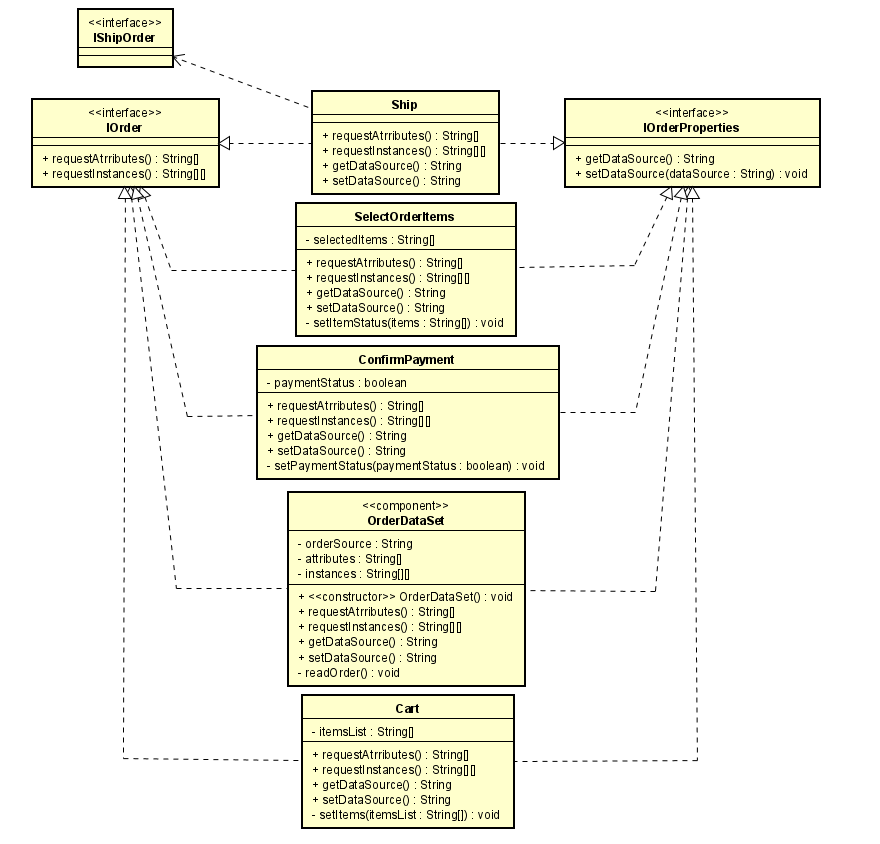 <<interface>>
IShipOrder
<<interface>>
IOrder
+ requestAtrributes() : String[]
+ requestInstances() : String[][]
Ship
+ requestAtrributes() : String[]
+ requestInstances() : String[][]
+ getDataSource() : String
+ setDataSource() : String
<<interface>>
IOrderProperties
+ getDataSource() : String
+ setDataSource(dataSource : String) : void
SelectOrderItems
- selectedItems : String[]
+ requestAtrributes() : String[]
+ requestInstances() : String[][]
+ getDataSource() : String
+ setDataSource() : String
- setItemStatus(items : String[]) : void
ConfirmPayment
- paymentStatus : boolean
+ requestAtrributes() : String[]
+ requestInstances() : String[][]
+ getDataSource() : String
+ setDataSource() : String
- setPaymentStatus(paymentStatus : boolean) : void
<<component>>
OrderDataSet
- orderSource : String
- attributes : String[]
- instances : String[][]
+ <<constructor>> OrderDataSet() : void
+ requestAtrributes() : String[]
+ requestInstances() : String[][]
+ getDataSource() : String
+ setDataSource() : String
- readOrder() : void
Cart
- itemsList : String[]
+ requestAtrributes() : String[]
+ requestInstances() : String[][]
+ getDataSource() : String
+ setDataSource() : String
- setItems(itemsList : String[]) : void